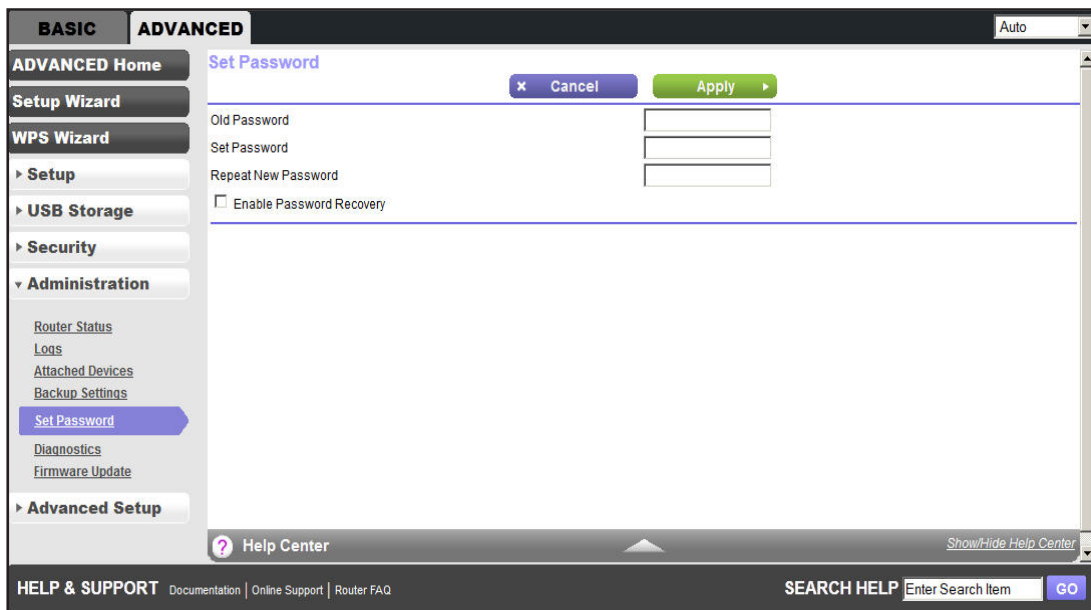 BASIC ADVANCED Auto
ADVANCED Home
Setup Wizard
WPS Wizard
Setup
USB Storage
Security
Administration
Router Status
Logs
Attached Devices
Backup Settings
Set Password
Diagnostics
Firmware Update
Advanced Setup
Set Password
× Cancel Apply
Old Password
Set Password
Repeat New Password
Enable Password Recovery
? Help Center Show/Hide Help Center
HELP & SUPPORT Documentation | Online Support | Router FAQ SEARCH HELP Enter Search Item GO